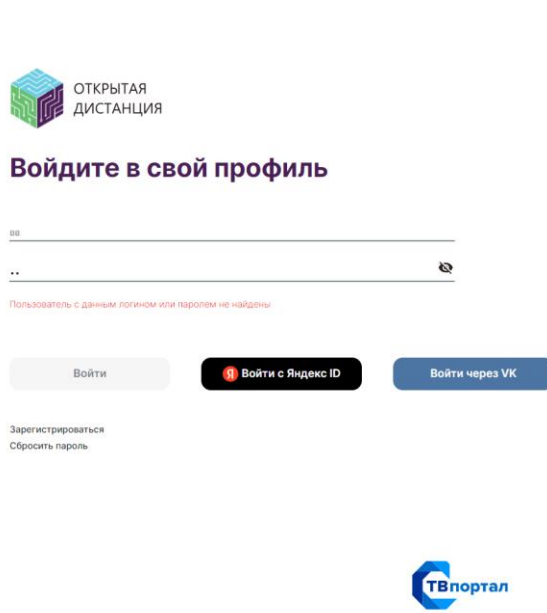 ОТКРЫТАЯ
ДИСТАНЦИЯ
Войдите в свой профиль
вв
••
Пользователь с данным логином или паролем не найдены
Войти
Я Войти с Яндекс ID
Войти через VK
Зарегистрироваться
Сбросить пароль
ТВпортал